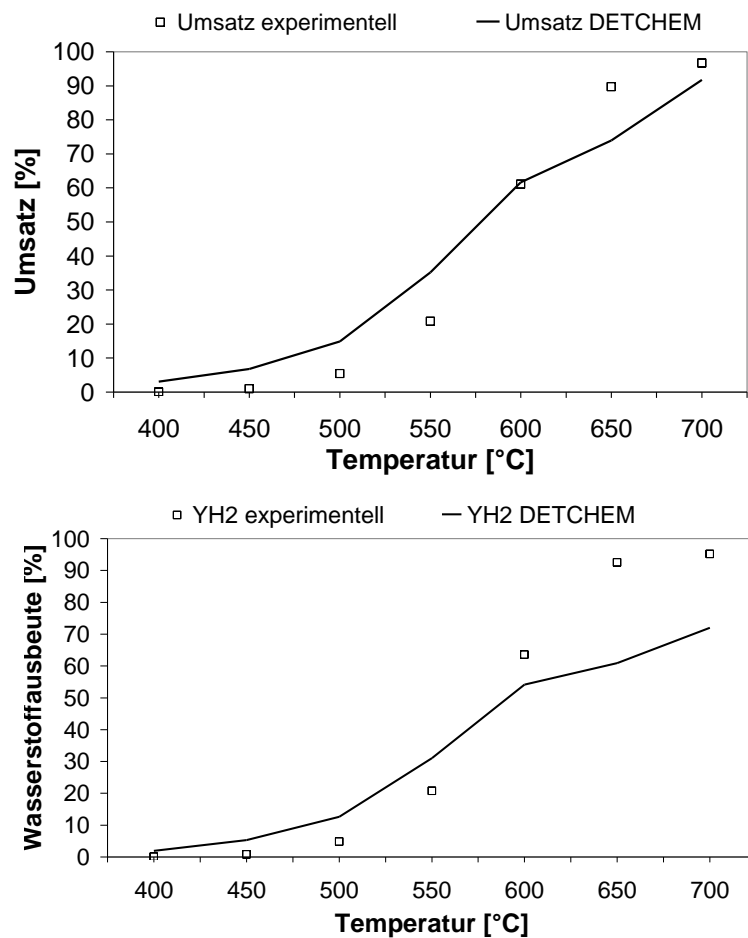 Umsatz experimentell Umsatz DETCHEM
Umsatz [%]
100
90
80
70
60
50
40
30
20
10
0
400 450 500 550 600 650 700
Temperatur [°C]
YH2 experimentell YH2 DETCHEM
Wasserstoffausbeute [%]
100
90
80
70
60
50
40
30
20
10
0
400 450 500 550 600 650 700
Temperatur [°C]